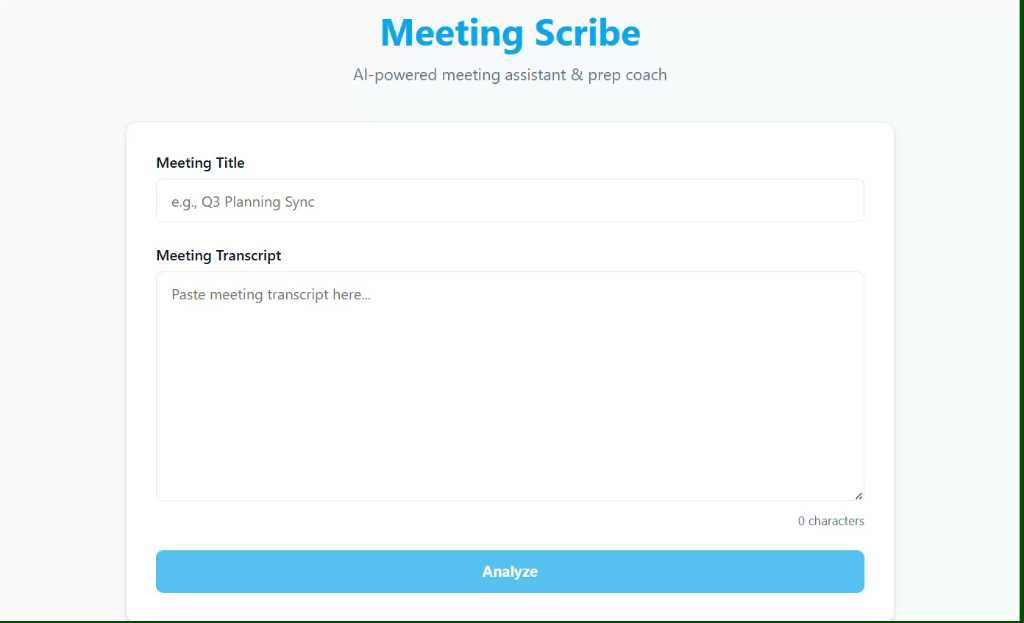 Meeting Scribe
AI-powered meeting assistant & prep coach
Meeting Title
e.g., Q3 Planning Sync
Meeting Transcript
Paste meeting transcript here...
0 characters
Analyze